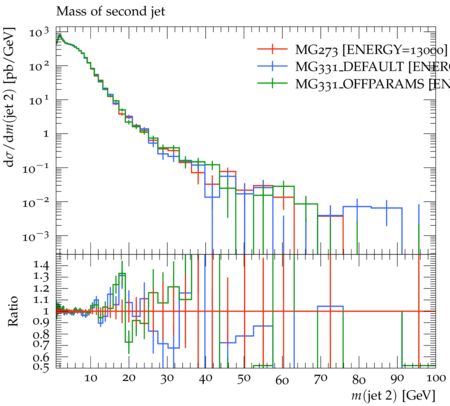 Mass of second jet
dσ/dm(jet 2) [pb/GeV]
10³
10²
10¹
1
10⁻¹
10⁻²
10⁻³
MG273 [ENERGY=13000]
MG331_DEFAULT [ENERG
MG331_OFFPARAMS [EN
Ratio
1.4
1.3
1.2
1.1
1
0.9
0.8
0.7
0.6
0.5
10 20 30 40 50 60 70 80 90 100
m(jet 2) [GeV]